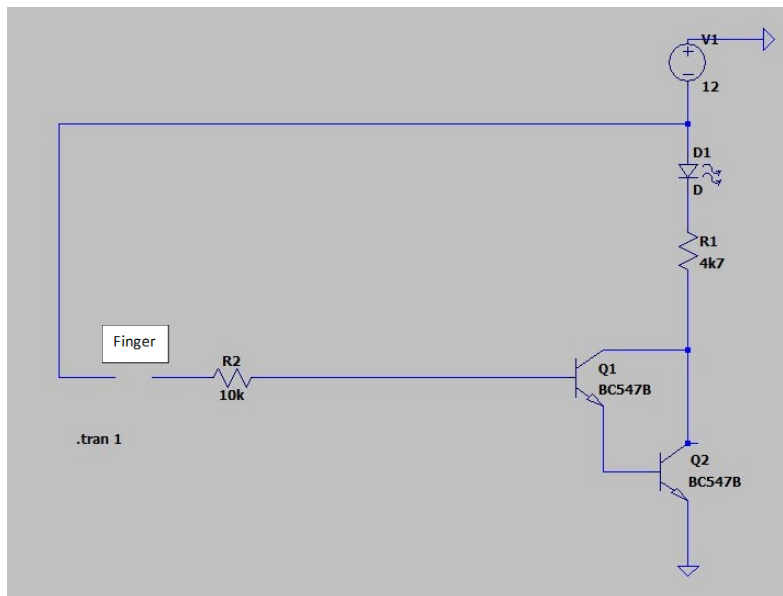 V1
+
−
12
D1
D
R1
4k7
Finger
R2
10k
Q1
BC547B
.tran 1
Q2
BC547B